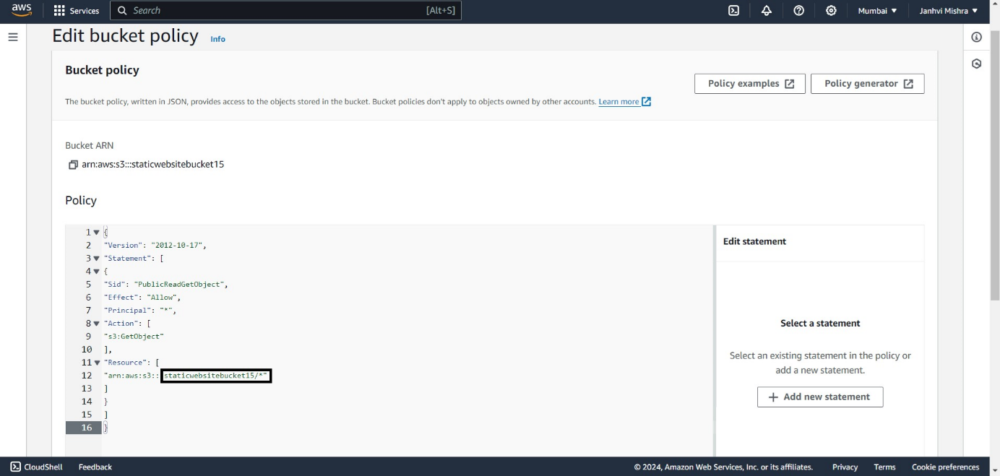 aws Services Search [Alt+S] Mumbai Janhvi Mishra
Edit bucket policy Info
Bucket policy
Policy examples Policy generator
The bucket policy, written in JSON, provides access to the objects stored in the bucket. Bucket policies don't apply to objects owned by other accounts. Learn more
Bucket ARN
arn:aws:s3:::staticwebsitebucket15
Policy
1 {
2 "Version": "2012-10-17",
3 "Statement": [
4 {
5 "Sid": "PublicReadGetObject",
6 "Effect": "Allow",
7 "Principal": "*",
8 "Action": [
9 "s3:GetObject"
10 ],
11 "Resource": [
12 "arn:aws:s3:::staticwebsitebucket15/*"
13 ]
14 }
15 ]
16 }
Edit statement
Select a statement
Select an existing statement in the policy or
add a new statement.
+ Add new statement
CloudShell Feedback © 2024, Amazon Web Services, Inc. or its affiliates. Privacy Terms Cookie preferences